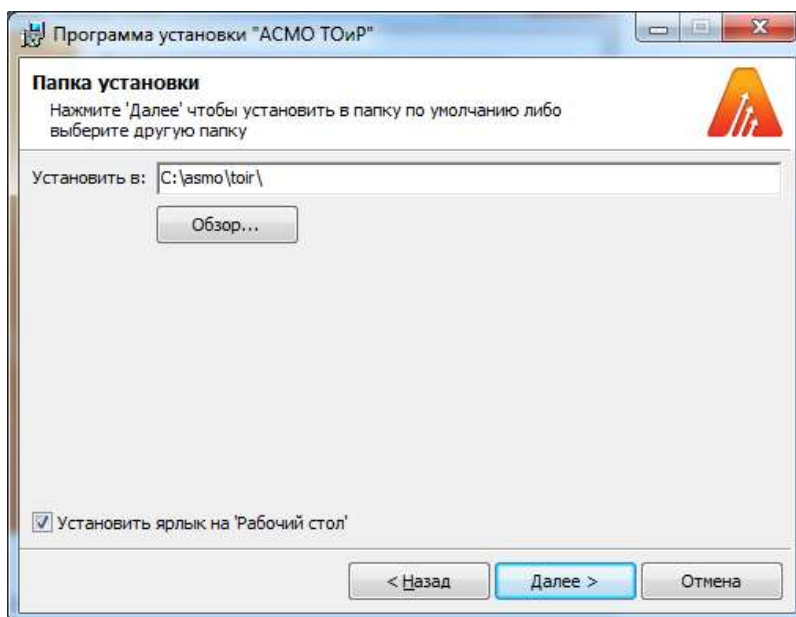 Программа установки "АСМО ТОиР"
Папка установки
Нажмите 'Далее' чтобы установить в папку по умолчанию либо
выберите другую папку
Установить в: C:\asmo\toir\
Обзор...
Установить ярлык на 'Рабочий стол'
< Назад Далее > Отмена